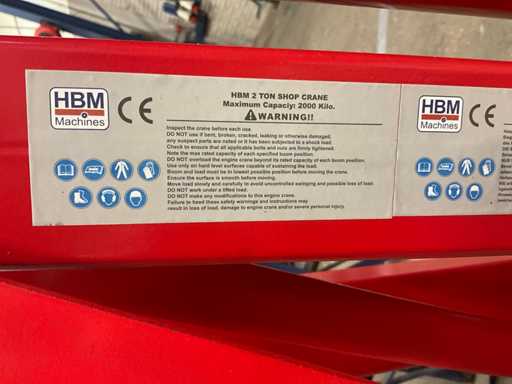 HBM
Machines
CE
HBM 2 TON SHOP CRANE
Maximum Capaciy: 2000 Kilo.
WARNING!!
Inspect the crane before each use.
DO NOT use if bent, broken, cracked, leaking or otherwise damaged,
any suspect parts are noted or it has been subjected to a shock load.
Check to ensure that all applicable bolts and nuts are firmly tightened.
Note the max rated capacity of each specified boom position.
DO NOT overload the engine crane beyond its rated capacity of each boom position.
Use only on hard level surfaces capable of sustaining the load.
Boom and load must be in lowest possible position before moving the crane.
Ensure the surface is smooth before moving.
Move load slowly and carefully to avoid uncontrolled swinging and possible loss of load.
DO NOT work under a lifted load.
DO NOT make any modifications to this engine crane.
Failure to heed these safety warnings and instructions may
result in loss of load, damage to engine crane and/or severe personal injury.
HBM
Machines
CE